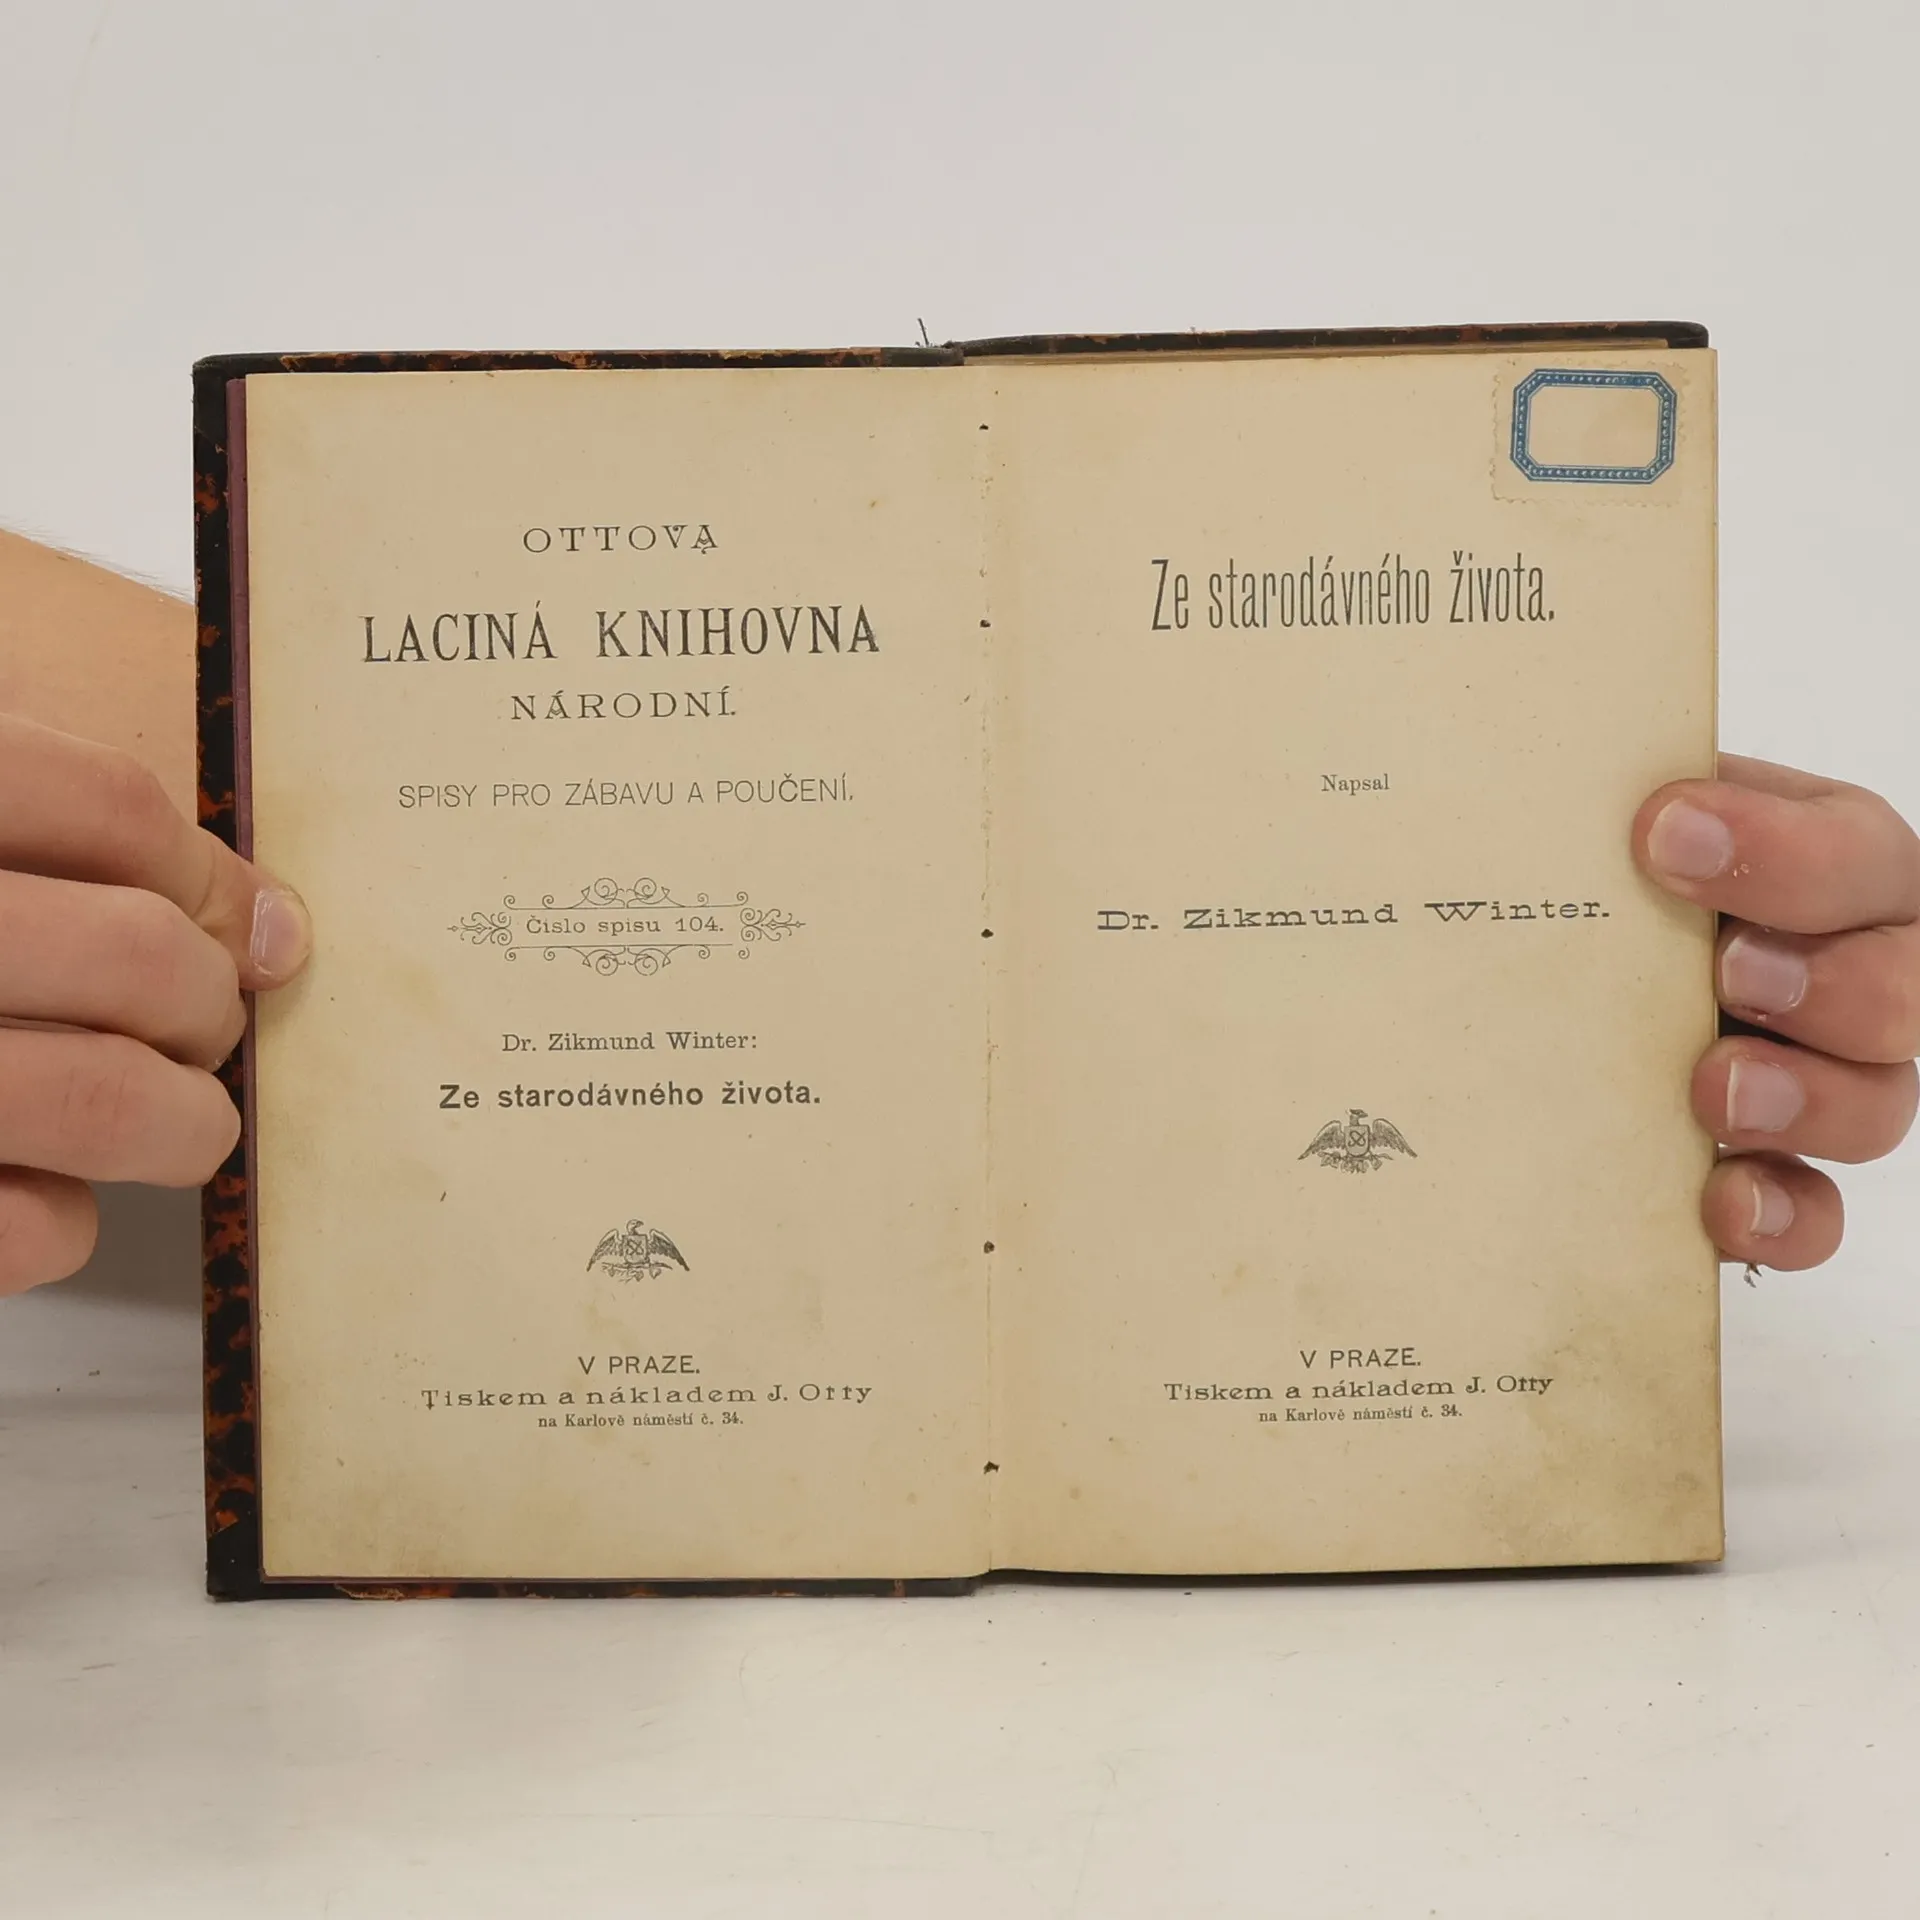 OTTOVA
LACINÁ KNIHOVNA
NÁRODNÍ.
SPISY PRO ZÁBAVU A POUČENÍ.
Číslo spisu 104.
Dr. Zikmund Winter:
Ze starodávného života.
V PRAZE.
Tiskem a nákladem J. Otty
na Karlově náměstí č. 34.
Ze starodávného života.
Napsal
Dr. Zikmund Winter.
V PRAZE.
Tiskem a nákladem J. Otty
na Karlově náměstí č. 34.